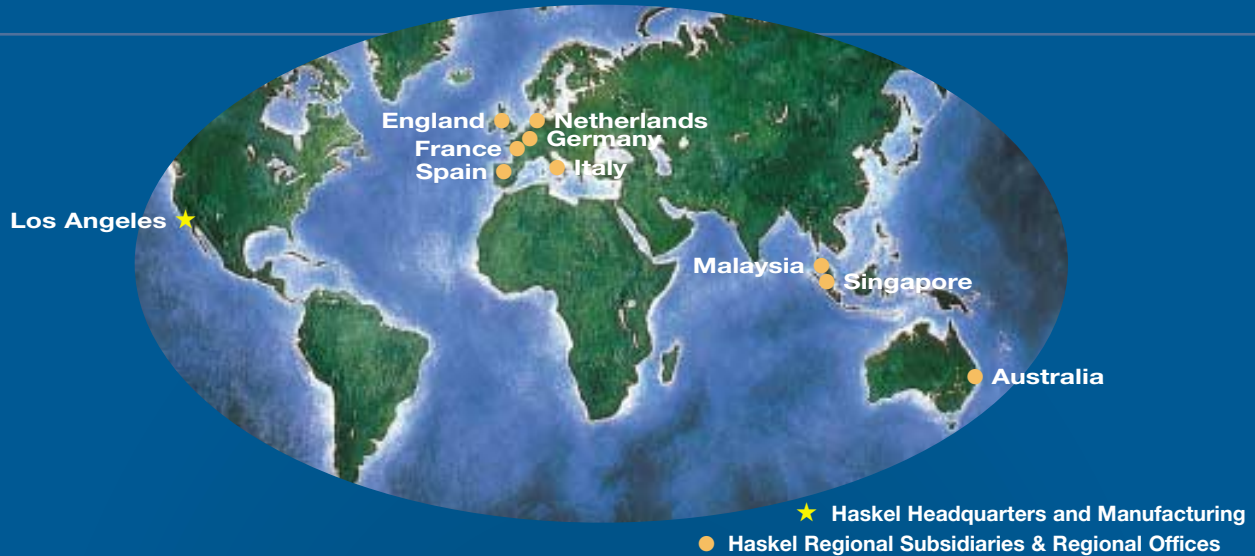 England
Netherlands
Germany
France
Spain
Italy
Los Angeles
Malaysia
Singapore
Australia
Haskel Headquarters and Manufacturing
Haskel Regional Subsidiaries & Regional Offices